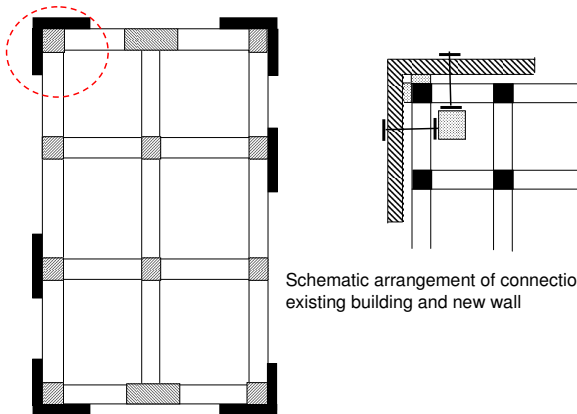 Schematic arrangement of connectio
existing building and new wall